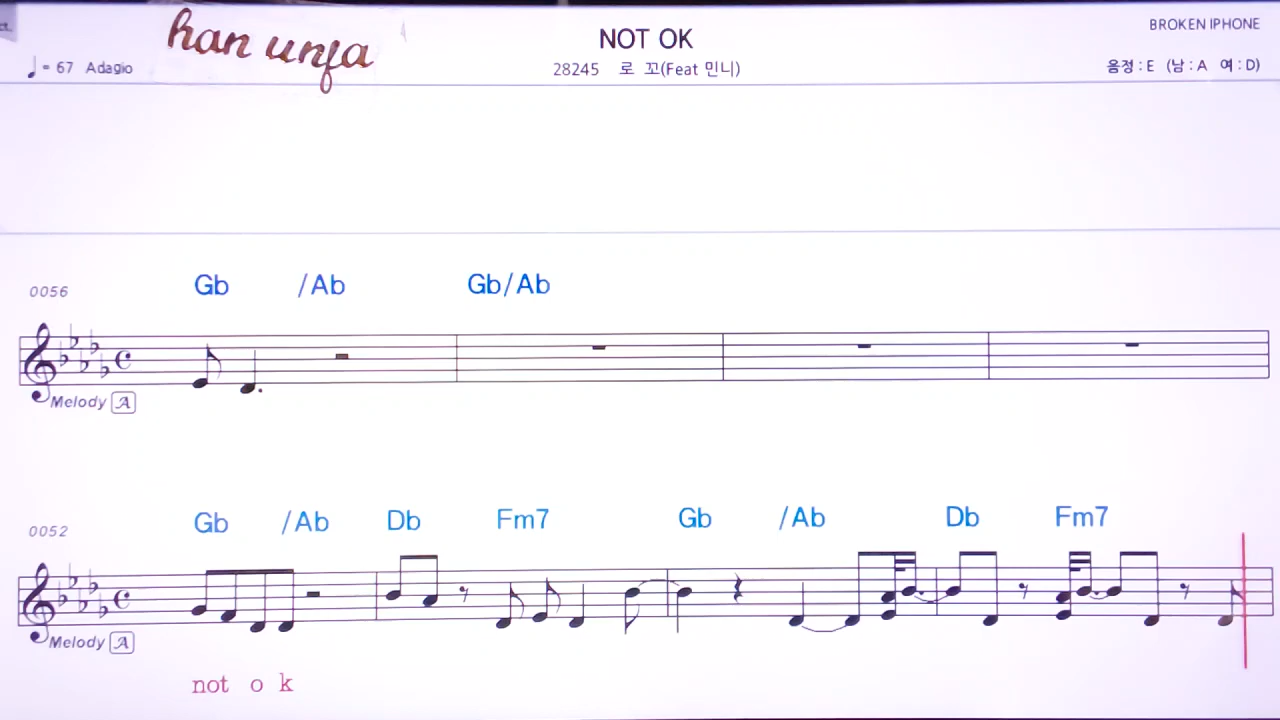 han unfa
NOT OK
BROKEN IPHONE
= 67 Adagio
28245 로 꼬(Feat 민니)
음정 : E (남 : A 여 : D)
Gb /Ab Gb/Ab
0056
Melody A
Gb /Ab Db Fm7 Gb /Ab Db Fm7
0052
Melody A
not o k